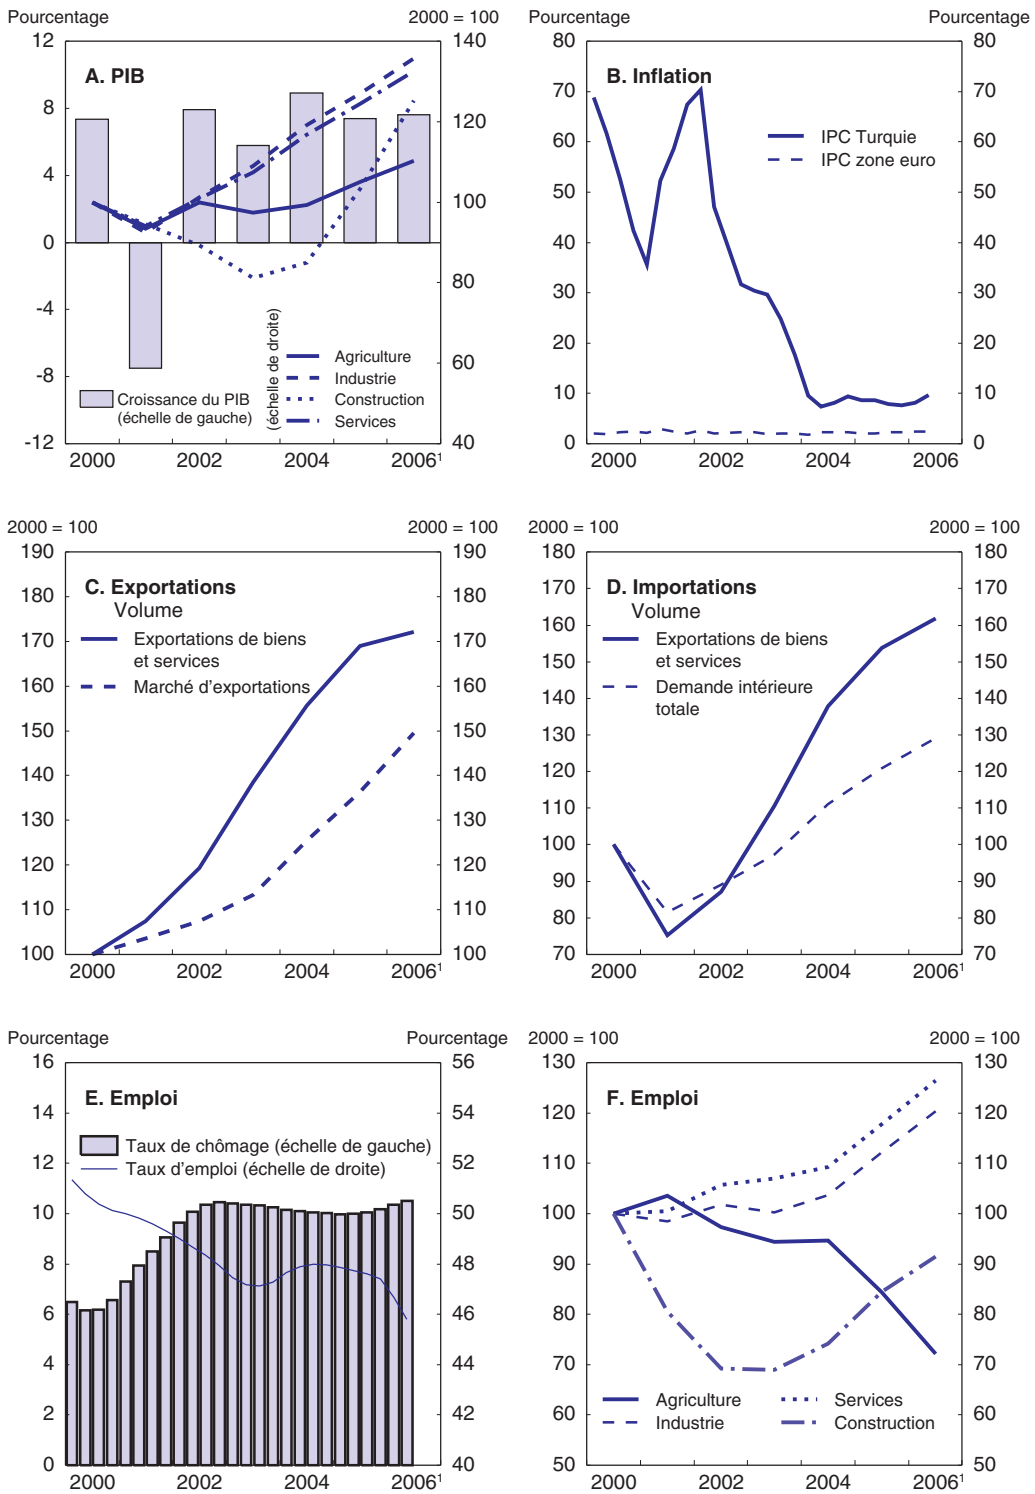 Pourcentage 2000 = 100
A. PIB
12 140
8 120
4 100
0
80
-4
60
-8
-12 40
(échelle de droite)
Agriculture
Industrie
Construction
Services
Croissance du PIB
(échelle de gauche)
2000 2002 2004 2006¹
Pourcentage Pourcentage
B. Inflation
80 80
70 70
60 60
50 50
40 40
30 30
20 20
10 10
0 0
IPC Turquie
IPC zone euro
2000 2002 2004 2006
2000 = 100 2000 = 100
C. Exportations
Volume
190 190
180 180
170 170
160 160
150 150
140 140
130 130
120 120
110 110
100 100
Exportations de biens
et services
Marché d'exportations
2000 2002 2004 2006¹
2000 = 100 2000 = 100
D. Importations
Volume
180 180
170 170
160 160
150 150
140 140
130 130
120 120
110 110
100 100
90 90
80 80
70 70
Exportations de biens
et services
Demande intérieure
totale
2000 2002 2004 2006¹
Pourcentage Pourcentage
E. Emploi
16 56
14 54
12 52
10 50
8 48
6 46
4 44
2 42
0 40
Taux de chômage (échelle de gauche)
Taux d'emploi (échelle de droite)
2000 2002 2004 2006¹
2000 = 100 2000 = 100
F. Emploi
130 130
120 120
110 110
100 100
90 90
80 80
70 70
60 60
50 50
Agriculture Services
Industrie Construction
2000 2002 2004 2006¹